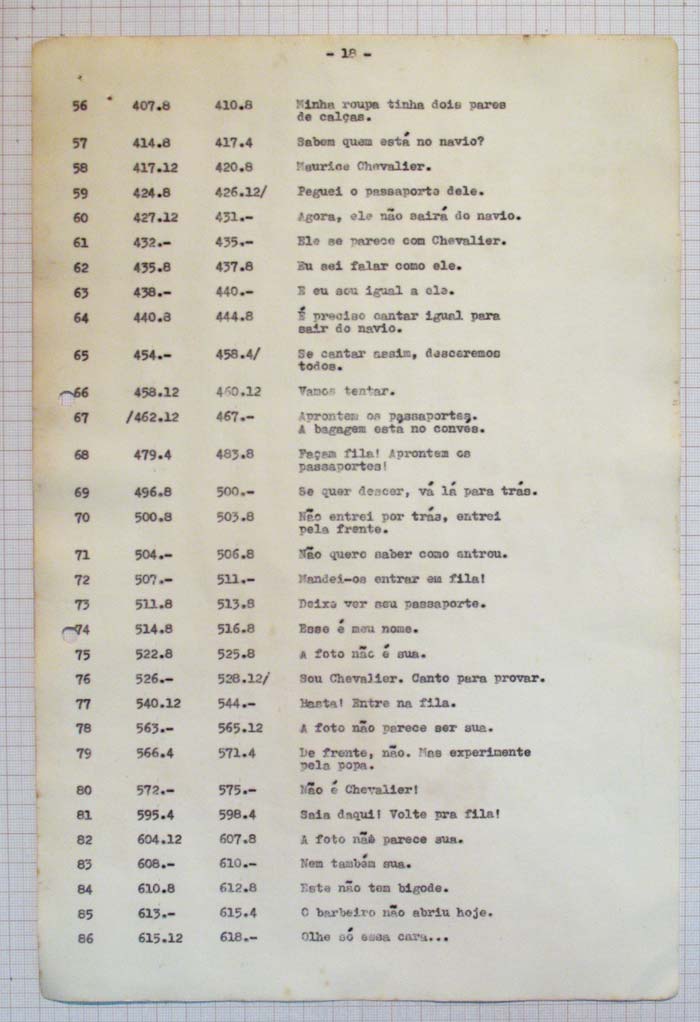 - 18 -
56 407.8 410.8 Minha roupa tinha dois pares
de calças.
57 414.8 417.4 Sabem quem está no navio?
58 417.12 420.8 Maurice Chevalier.
59 424.8 426.12/ Peguei o passaporte dele.
60 427.12 431.- Agora, ele não sairá do navio.
61 432.- 435.- Ele se parece com Chevalier.
62 435.8 437.8 Eu sei falar como ele.
63 438.- 440.- E eu sou igual a ele.
64 440.8 444.8 É preciso cantar igual para
sair do navio.
65 454.- 458.4/ Se cantar assim, desceremos
todos.
66 458.12 460.12 Vamos tentar.
67 /462.12 467.- Aprontem os passaportes.
A bagagem está no convés.
68 479.4 483.8 Façam fila! Aprontem os
passaportes!
69 496.8 500.- Se quer descer, vá lá para trás.
70 500.8 503.8 Não entrei por trás, entrei
pela frente.
71 504.- 506.8 Não quero saber como entrou.
72 507.- 511.- Mandei-os entrar em fila!
73 511.8 513.8 Deixe ver seu passaporte.
74 514.8 516.8 Esse é meu nome.
75 522.8 525.8 A foto não é sua.
76 526.- 528.12/ Sou Chevalier. Canto para provar.
77 540.12 544.- Basta! Entre na fila.
78 563.- 565.12 A foto não parece ser sua.
79 566.4 571.4 De frente, não. Mas experimente
pela popa.
80 572.- 575.- Não é Chevalier!
81 595.4 598.4 Saia daqui! Volte pra fila!
82 604.12 607.8 A foto não parece sua.
83 608.- 610.- Nem também sua.
84 610.8 612.8 Este não tem bigode.
85 613.- 615.4 O barbeiro não abriu hoje.
86 615.12 618.- Olhe só essa cara...